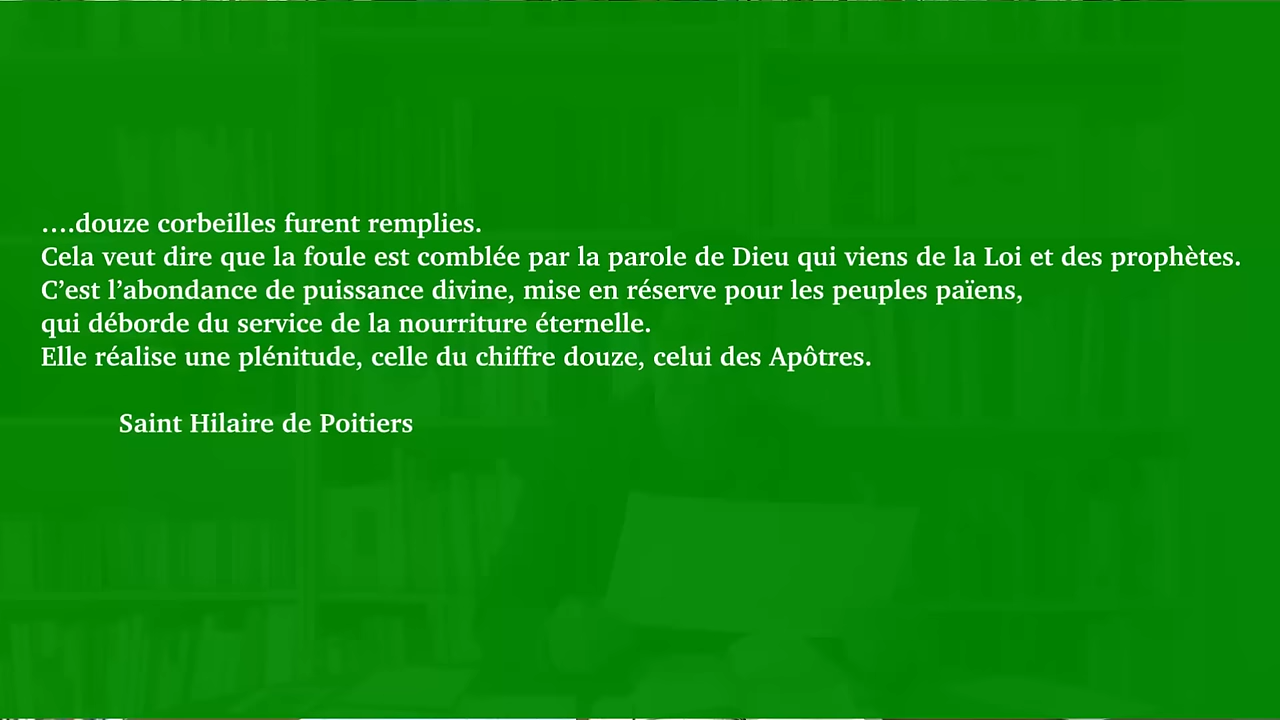 ….douze corbeilles furent remplies.
Cela veut dire que la foule est comblée par la parole de Dieu qui viens de la Loi et des prophètes.
C’est l’abondance de puissance divine, mise en réserve pour les peuples païens,
qui déborde du service de la nourriture éternelle.
Elle réalise une plénitude, celle du chiffre douze, celui des Apôtres.
Saint Hilaire de Poitiers